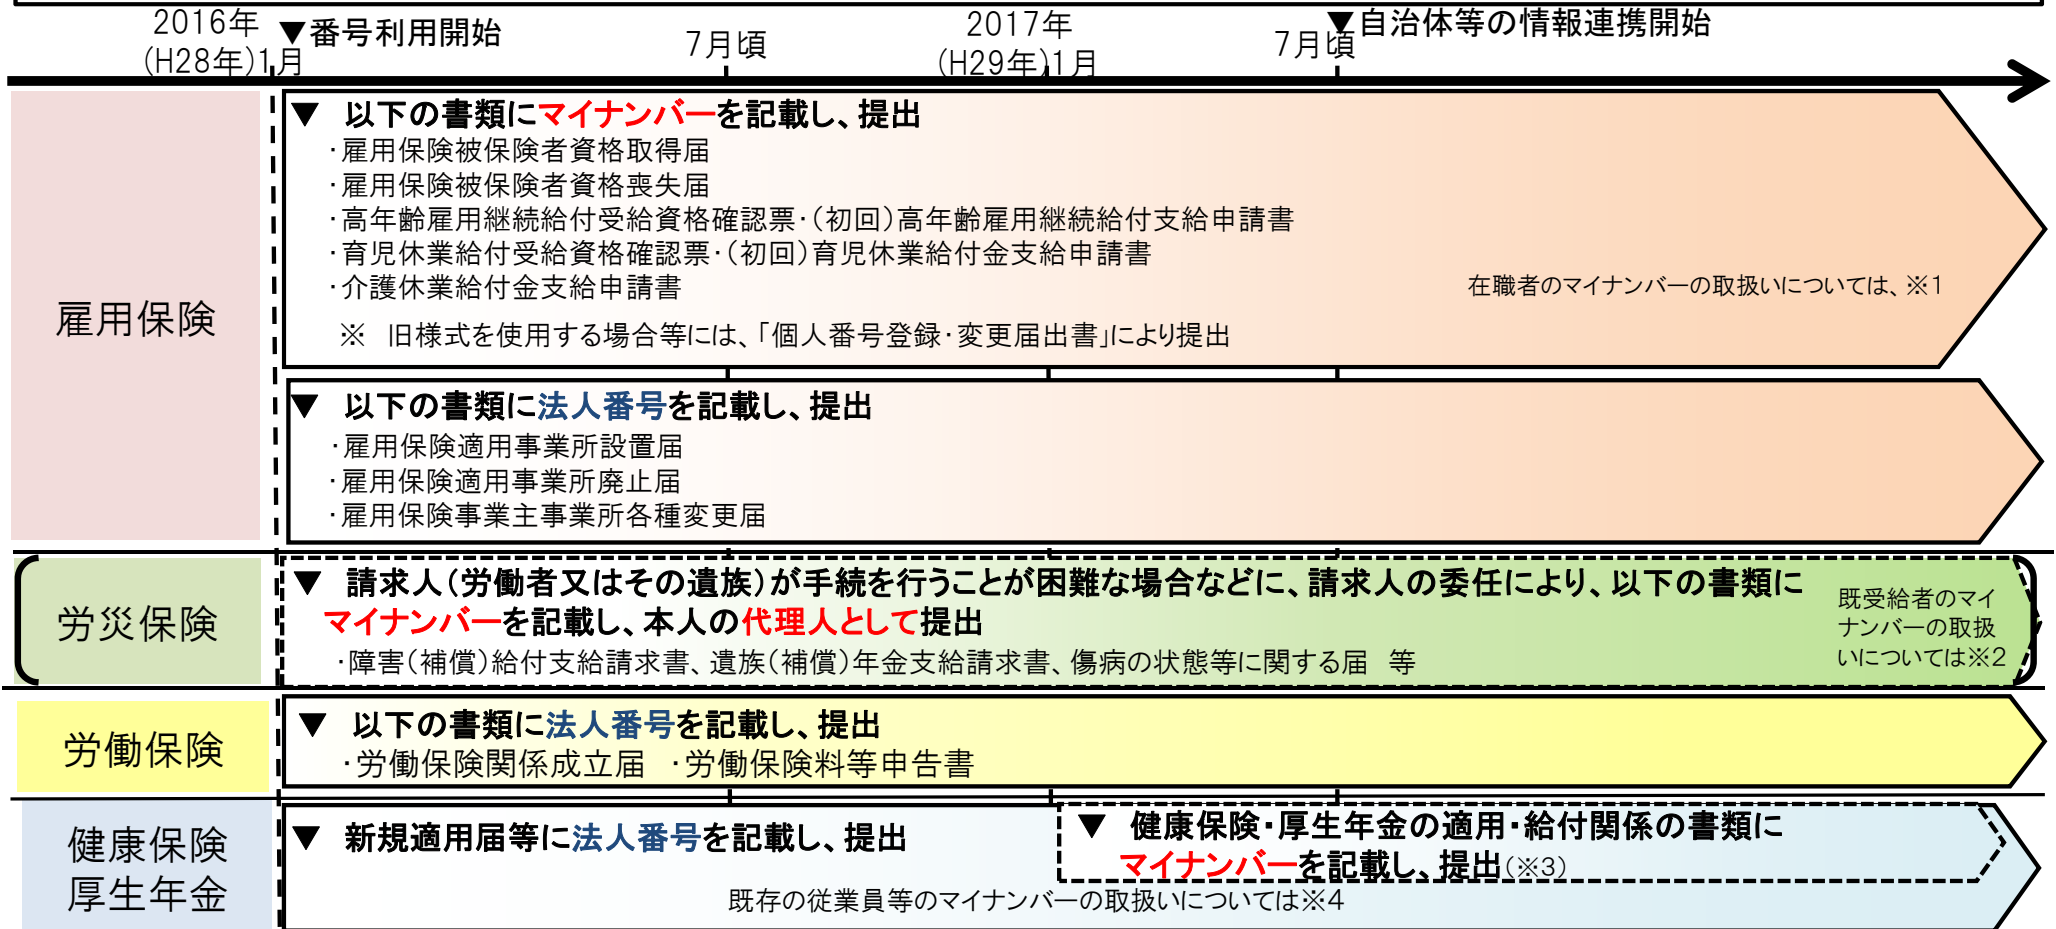 2016年
(H28年)1月
▼番号利用開始
7月頃
2017年
(H29年)1月
7月頃
▼自治体等の情報連携開始
雇用保険
▼ 以下の書類にマイナンバーを記載し、提出
・雇用保険被保険者資格取得届
・雇用保険被保険者資格喪失届
・高年齢雇用継続給付受給資格確認票・(初回)高年齢雇用継続給付支給申請書
・育児休業給付受給資格確認票・(初回)育児休業給付金支給申請書
・介護休業給付金支給申請書
在職者のマイナンバーの取扱いについては、※1
※ 旧様式を使用する場合等には、「個人番号登録・変更届出書」により提出
▼ 以下の書類に法人番号を記載し、提出
・雇用保険適用事業所設置届
・雇用保険適用事業所廃止届
・雇用保険事業主事業所各種変更届
労災保険
▼ 請求人(労働者又はその遺族)が手続を行うことが困難な場合などに、請求人の委任により、以下の書類に
マイナンバーを記載し、本人の代理人として提出
・障害(補償)給付支給請求書、遺族(補償)年金支給請求書、傷病の状態等に関する届 等
既受給者のマイ
ナンバーの取扱
いについては※2
労働保険
▼ 以下の書類に法人番号を記載し、提出
・労働保険関係成立届 ・労働保険料等申告書
健康保険
厚生年金
▼ 新規適用届等に法人番号を記載し、提出
▼ 健康保険・厚生年金の適用・給付関係の書類に
マイナンバーを記載し、提出(※3)
既存の従業員等のマイナンバーの取扱いについては※4